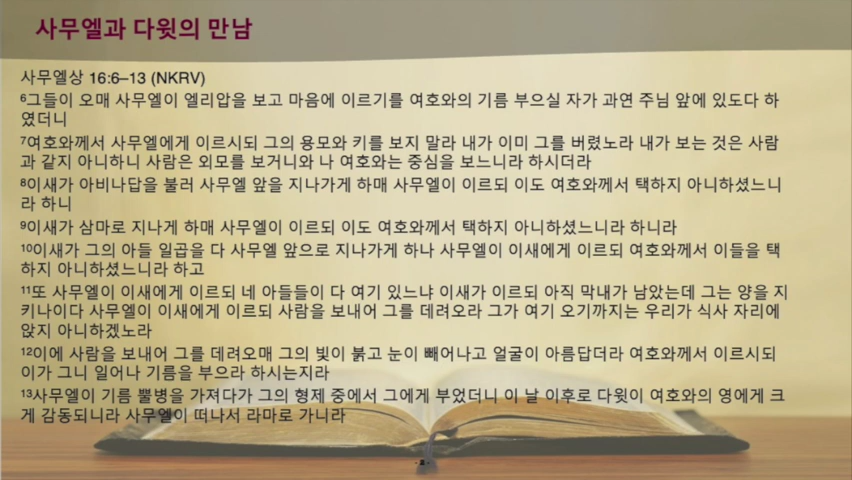 사무엘과 다윗의 만남
사무엘상 16:6–13 (NKRV)
⁶그들이 오매 사무엘이 엘리압을 보고 마음에 이르기를 여호와의 기름 부으실 자가 과연 주님 앞에 있도다 하
였더니
⁷여호와께서 사무엘에게 이르시되 그의 용모와 키를 보지 말라 내가 이미 그를 버렸노라 내가 보는 것은 사람
과 같지 아니하니 사람은 외모를 보거니와 나 여호와는 중심을 보느니라 하시더라
⁸이새가 아비나답을 불러 사무엘 앞을 지나가게 하매 사무엘이 이르되 이도 여호와께서 택하지 아니하셨느니
라 하니
⁹이새가 삼마로 지나게 하매 사무엘이 이르되 이도 여호와께서 택하지 아니하셨느니라 하니라
¹⁰이새가 그의 아들 일곱을 다 사무엘 앞으로 지나가게 하나 사무엘이 이새에게 이르되 여호와께서 이들을 택
하지 아니하셨느니라 하고
¹¹또 사무엘이 이새에게 이르되 네 아들들이 다 여기 있느냐 이새가 이르되 아직 막내가 남았는데 그는 양을 지
키나이다 사무엘이 이새에게 이르되 사람을 보내어 그를 데려오라 그가 여기 오기까지는 우리가 식사 자리에
앉지 아니하겠노라
¹²이에 사람을 보내어 그를 데려오매 그의 빛이 붉고 눈이 빼어나고 얼굴이 아름답더라 여호와께서 이르시되
이가 그니 일어나 기름을 부으라 하시는지라
¹³사무엘이 기름 뿔병을 가져다가 그의 형제 중에서 그에게 부었더니 이 날 이후로 다윗이 여호와의 영에게 크
게 감동되니라 사무엘이 떠나서 라마로 가니라